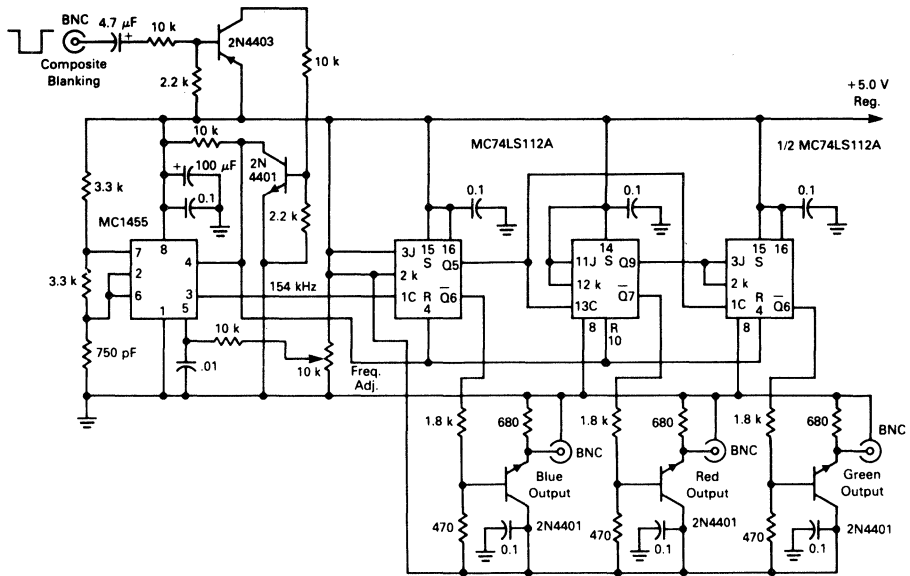 BNC
4.7 μF
+
10 k
2N4403
Composite
Blanking
2.2 k
10 k
+5.0 V
Reg.
10 k
MC74LS112A
1/2 MC74LS112A
+
100 μF
2N
4401
3.3 k
0.1
0.1
0.1
0.1
MC1455
2.2 k
7
8
2
4
3.3 k
6
3
1
5
154 kHz
15
16
3J
S
Q5
2 k
1C
R
Q̅6
4
14
11J
S
Q9
12 k
13C
Q̅7
8
R
10
15
16
3J
S
2 k
1C
R
Q̅6
8
4
750 pF
.01
10 k
10 k
Freq.
Adj.
1.8 k
680
BNC
Blue
Output
1.8 k
680
BNC
Red
Output
1.8 k
680
BNC
Green
Output
470
0.1
2N4401
470
0.1
2N4401
470
0.1
2N4401